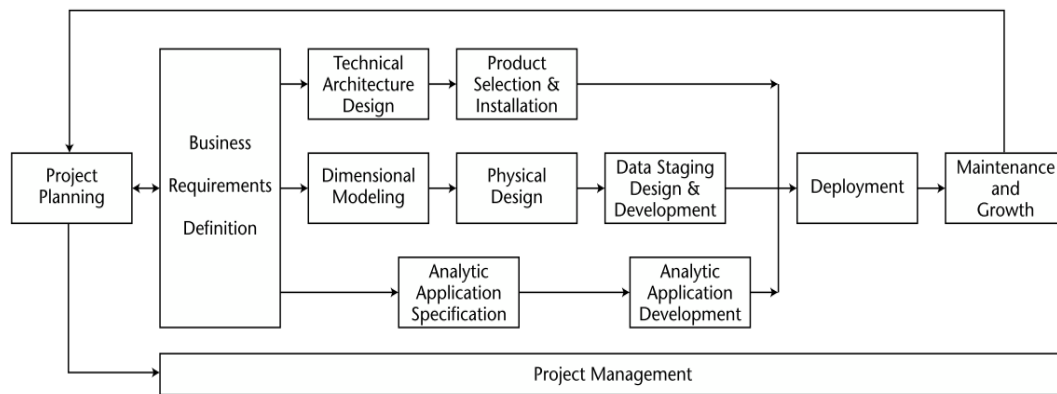 Project
Planning
Business
Requirements
Definition
Technical
Architecture
Design
Product
Selection &
Installation
Dimensional
Modeling
Physical
Design
Data Staging
Design &
Development
Analytic
Application
Specification
Analytic
Application
Development
Deployment
Maintenance
and
Growth
Project Management